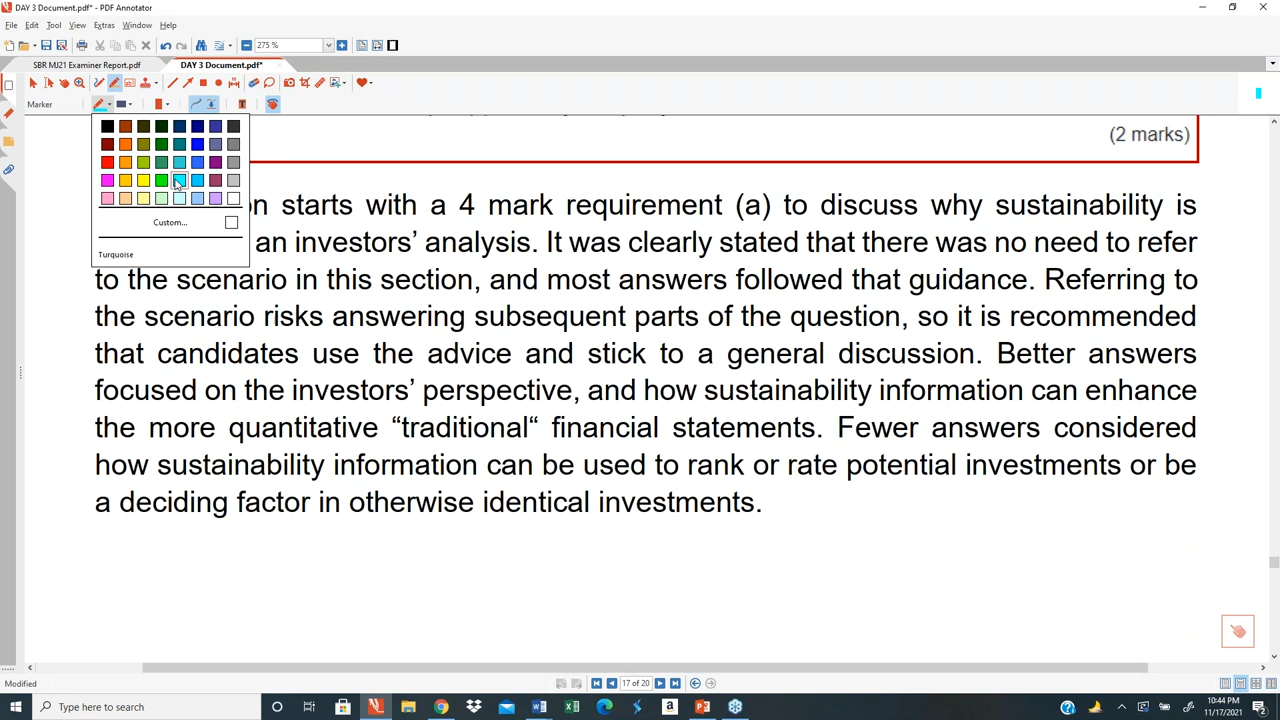 DAY 3 Document.pdf* - PDF Annotator
File Edit Tool View Extras Window Help
275 %
SBR MJ21 Examiner Report.pdf DAY 3 Document.pdf*
Marker
(2 marks)
Custom...
Turquoise
on starts with a 4 mark requirement (a) to discuss why sustainability is
an investors’ analysis. It was clearly stated that there was no need to refer
to the scenario in this section, and most answers followed that guidance. Referring to
the scenario risks answering subsequent parts of the question, so it is recommended
that candidates use the advice and stick to a general discussion. Better answers
focused on the investors’ perspective, and how sustainability information can enhance
the more quantitative “traditional“ financial statements. Fewer answers considered
how sustainability information can be used to rank or rate potential investments or be
a deciding factor in otherwise identical investments.
Modified
17 of 20
Type here to search
10:44 PM
11/17/2021